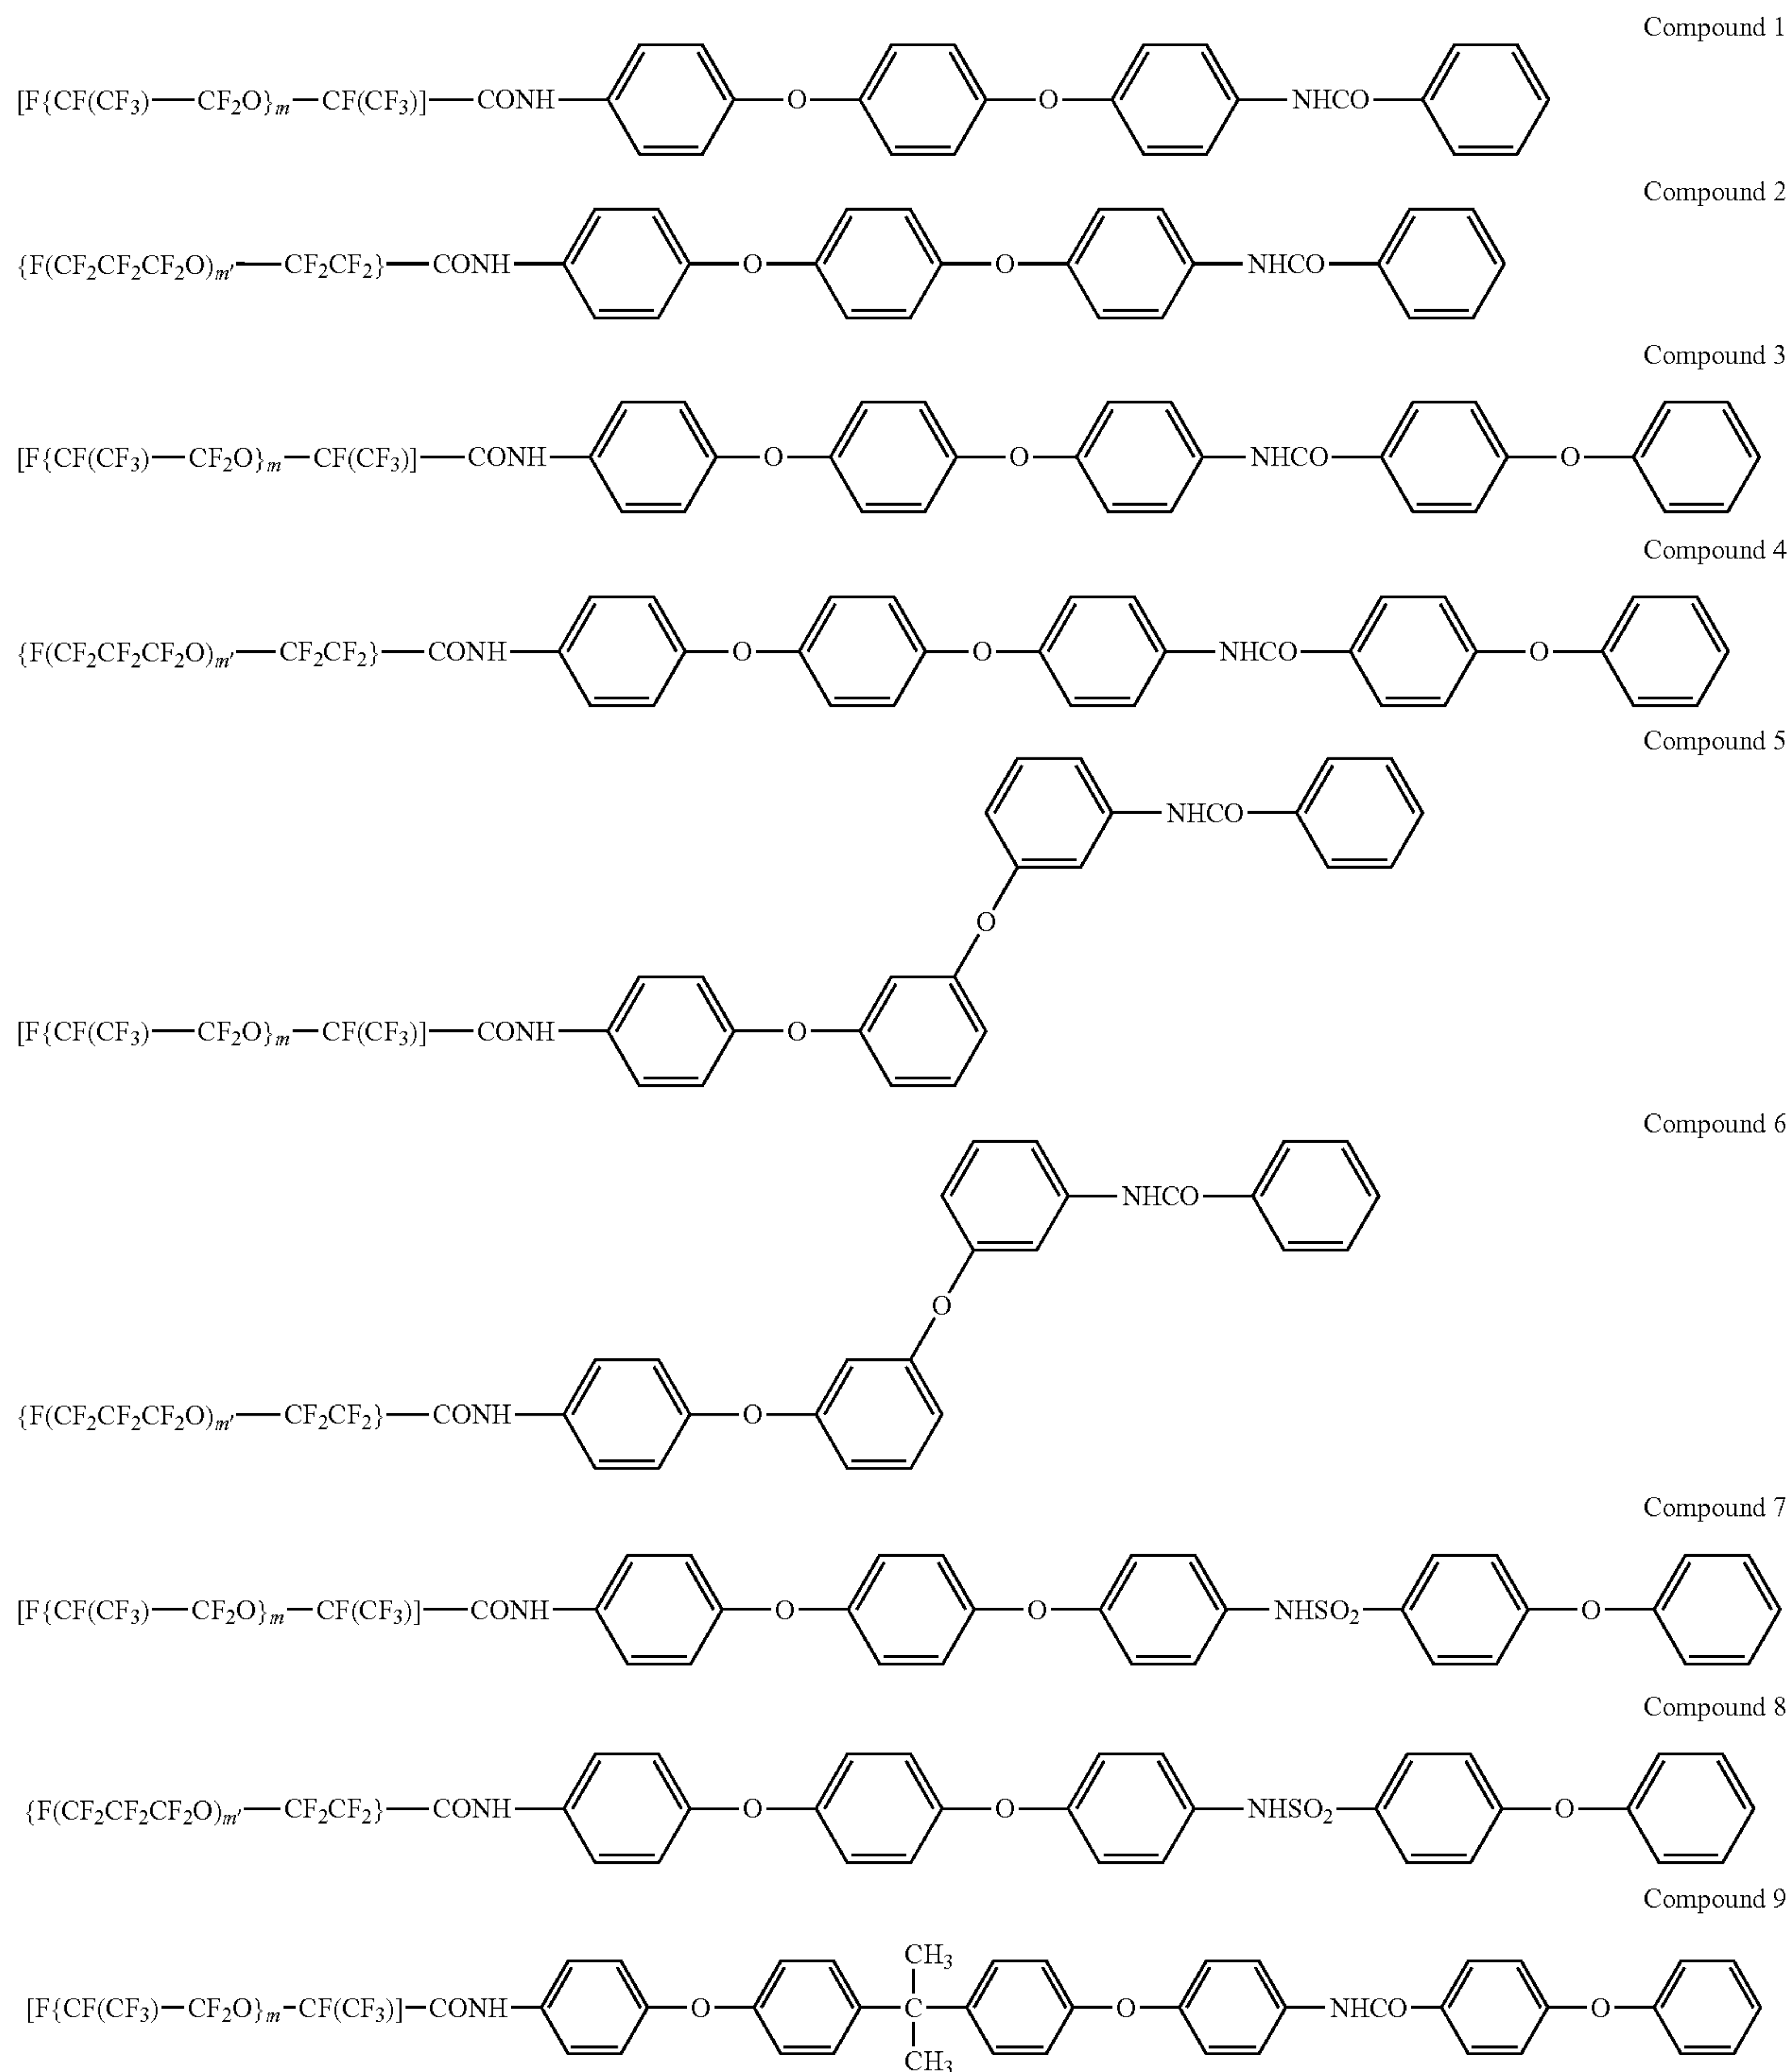 Compound 1
[F{CF(CF3)—CF2O}m—CF(CF3)]—CONH—O—O—NHCO
Compound 2
{F(CF2CF2CF2O)m'—CF2CF2}—CONH—O—O—NHCO
Compound 3
[F{CF(CF3)—CF2O}m—CF(CF3)]—CONH—O—O—NHCO—O
Compound 4
{F(CF2CF2CF2O)m'—CF2CF2}—CONH—O—O—NHCO—O
Compound 5
NHCO
O
[F{CF(CF3)—CF2O}m—CF(CF3)]—CONH—O
Compound 6
NHCO
O
{F(CF2CF2CF2O)m'—CF2CF2}—CONH—O
Compound 7
[F{CF(CF3)—CF2O}m—CF(CF3)]—CONH—O—O—NHSO2—O
Compound 8
{F(CF2CF2CF2O)m'—CF2CF2}—CONH—O—O—NHSO2—O
Compound 9
CH3
[F{CF(CF3)—CF2O}m—CF(CF3)]—CONH—O—C—O—NHCO—O
CH3